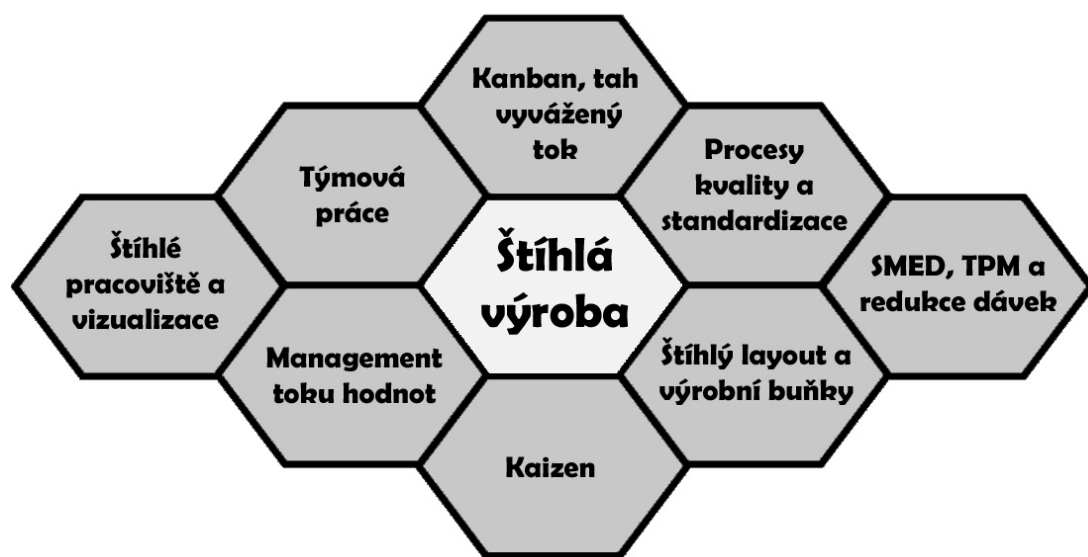 Kanban, tah
vyvážený
tok
Týmová
práce
Procesy
kvality a
standardizace
Štíhlé
pracoviště a
vizualizace
Štíhlá
výroba
SMED, TPM a
redukce dávek
Management
toku hodnot
Štíhlý layout a
výrobní buňky
Kaizen